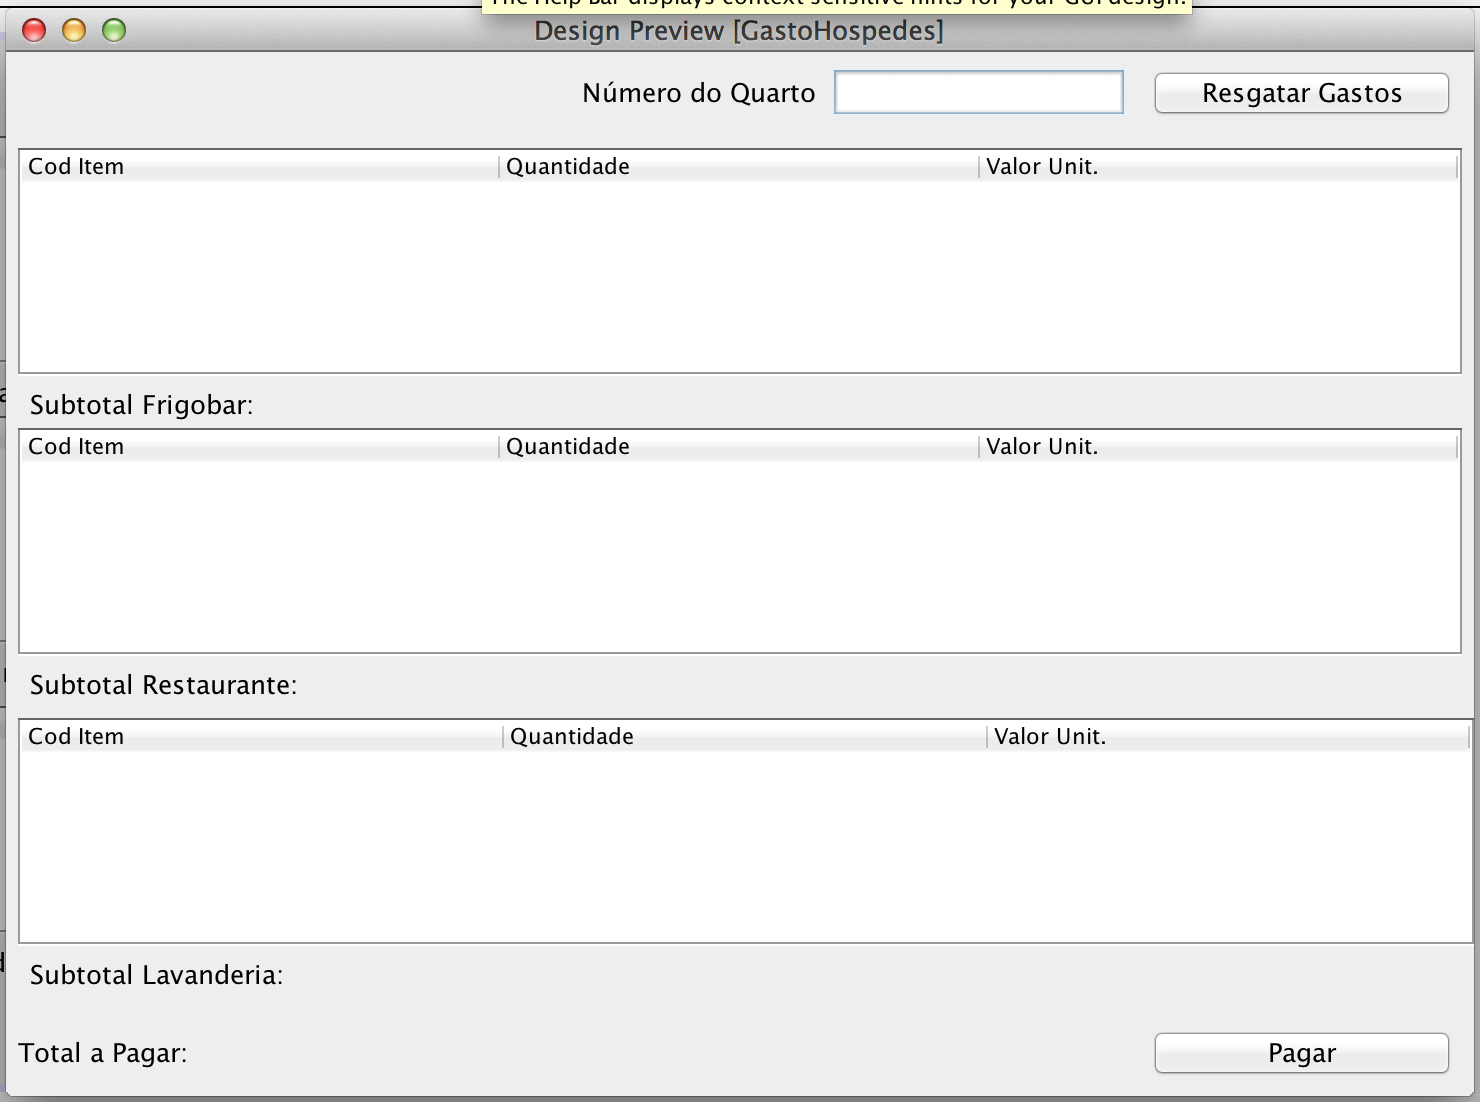 The Help Bar displays context sensitive hints for your GUI design.
Design Preview [GastoHospedes]
Número do Quarto Resgatar Gastos
Cod Item Quantidade Valor Unit.
Subtotal Frigobar:
Cod Item Quantidade Valor Unit.
Subtotal Restaurante:
Cod Item Quantidade Valor Unit.
Subtotal Lavanderia:
Total a Pagar: Pagar